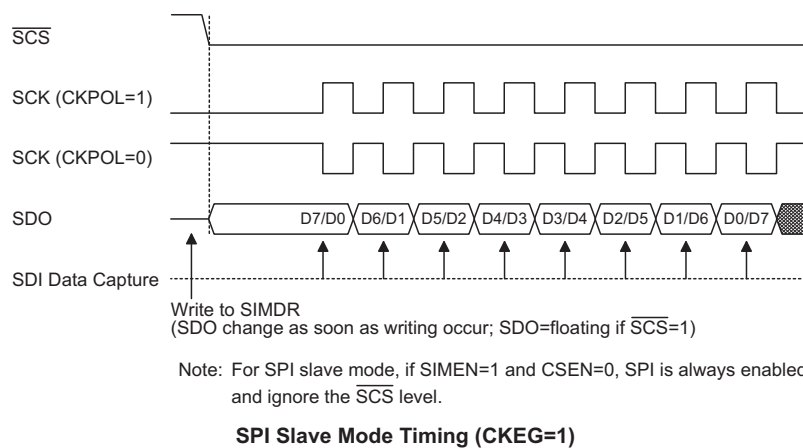 SCS
SCK (CKPOL=1)
SCK (CKPOL=0)
SDO D7/D0 D6/D1 D5/D2 D4/D3 D3/D4 D2/D5 D1/D6 D0/D7
SDI Data Capture
Write to SIMDR
(SDO change as soon as writing occur; SDO=floating if SCS=1)
Note: For SPI slave mode, if SIMEN=1 and CSEN=0, SPI is always enabled
and ignore the SCS level.
SPI Slave Mode Timing (CKEG=1)